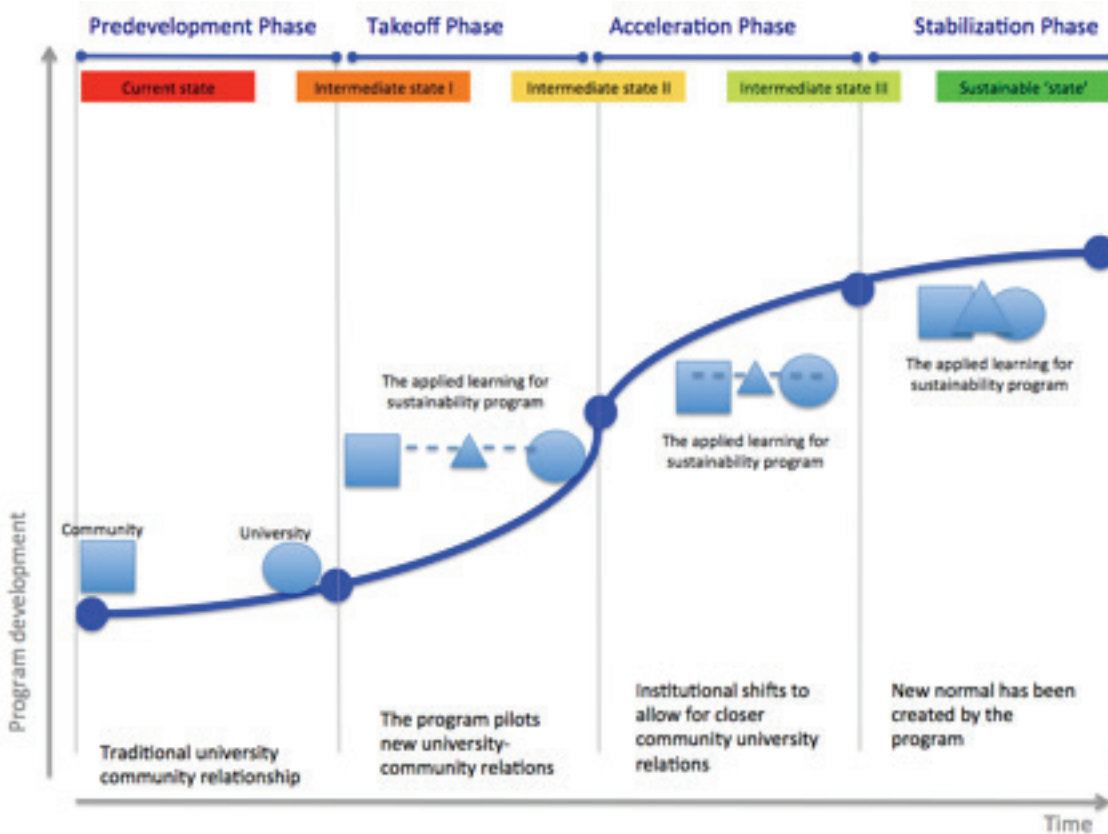 Predevelopment Phase
Takeoff Phase
Acceleration Phase
Stabilization Phase
Current state
Intermediate state I
Intermediate state II
Intermediate state III
Sustainable 'state'
The applied learning for
sustainability program
The applied learning for
sustainability program
The applied learning for
sustainability program
Community
University
Program development
Traditional university
community relationship
The program pilots
new university-
community relations
Institutional shifts to
allow for closer
community university
relations
New normal has been
created by the
program
Time